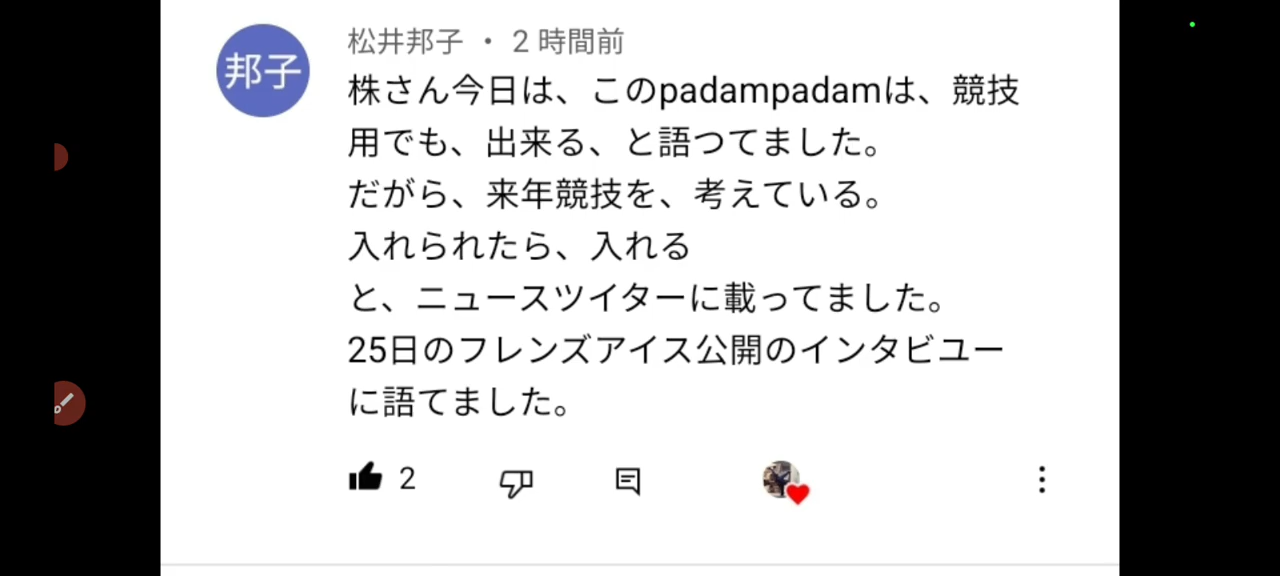 邦子
松井邦子 ・ 2 時間前
株さん今日は、このpadampadamは、競技
用でも、出来る、と語つてました。
だがら、来年競技を、考えている。
入れられたら、入れる
と、ニュースツイターに載ってました。
25日のフレンズアイス公開のインタビユー
に語てました。
2